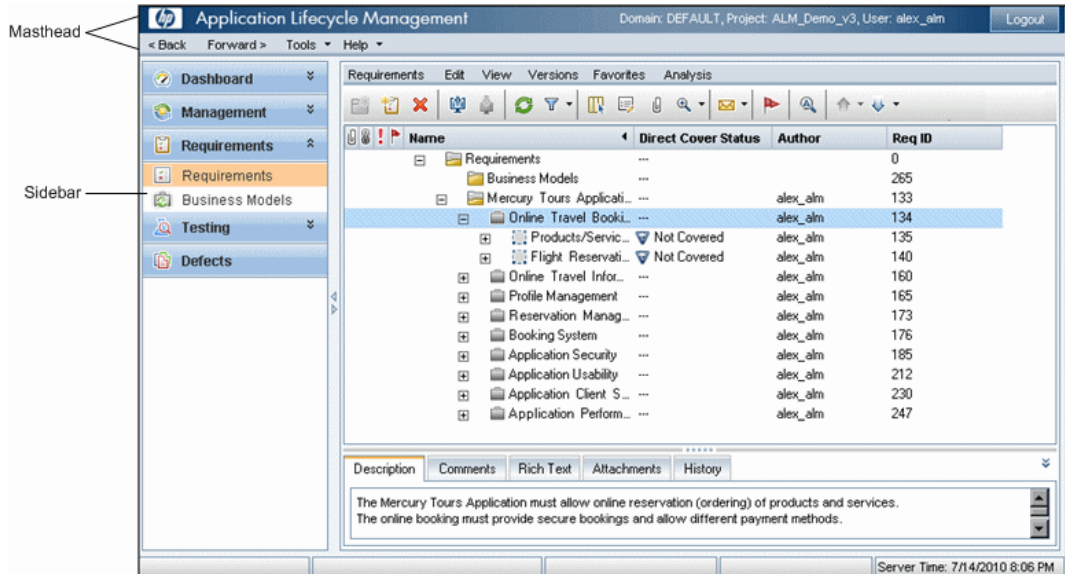 Masthead
hp Application Lifecycle Management Domain: DEFAULT, Project: ALM_Demo_v3, User: alex_alm Logout
< Back Forward > Tools Help
Sidebar
Dashboard
Management
Requirements
Requirements
Business Models
Testing
Defects
Requirements Edit View Versions Favorites Analysis
Name Direct Cover Status Author Req ID
Requirements --- 0
Business Models --- 265
Mercury Tours Applicati... --- alex_alm 133
Online Travel Booki... --- alex_alm 134
Products/Servic... Not Covered alex_alm 135
Flight Reservati... Not Covered alex_alm 140
Online Travel Infor... --- alex_alm 160
Profile Management --- alex_alm 165
Reservation Manag... --- alex_alm 173
Booking System --- alex_alm 176
Application Security --- alex_alm 185
Application Usability --- alex_alm 212
Application Client S... --- alex_alm 230
Application Perform... --- alex_alm 247
Description Comments Rich Text Attachments History
The Mercury Tours Application must allow online reservation (ordering) of products and services.
The online booking must provide secure bookings and allow different payment methods.
Server Time: 7/14/2010 8:06 PM